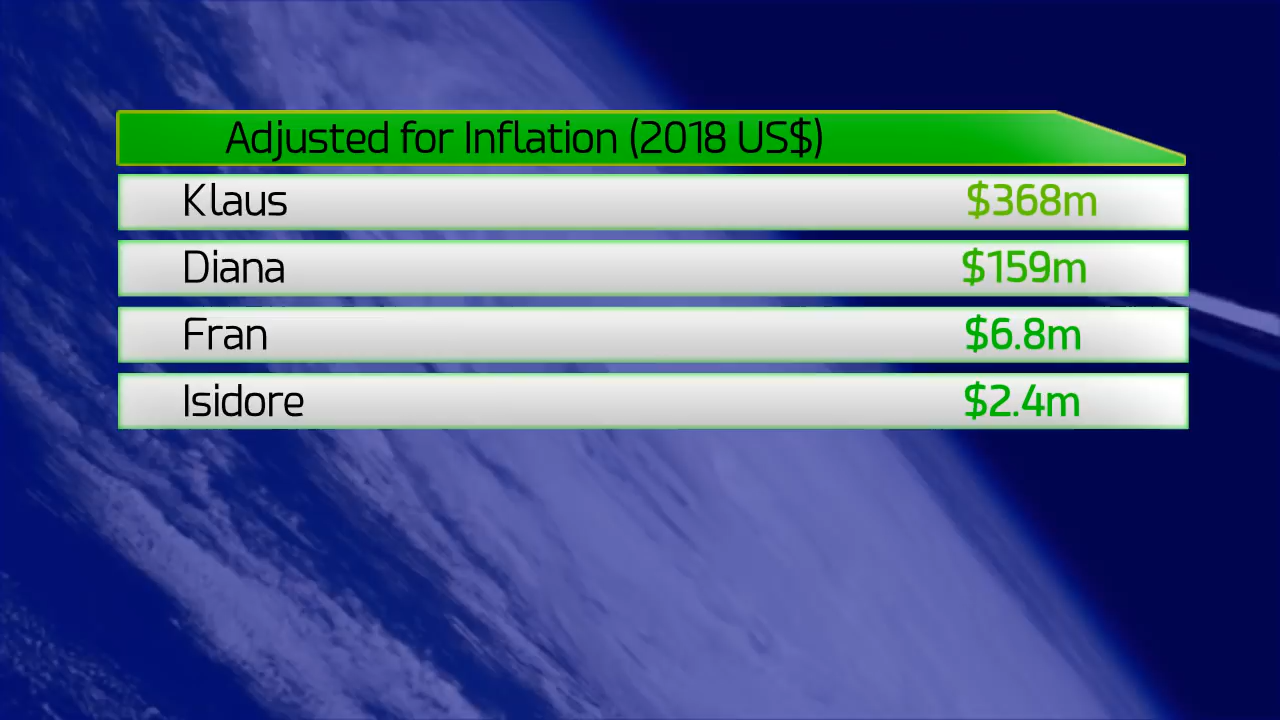 Adjusted for Inflation (2018 US$)
Klaus $368m
Diana $159m
Fran $6.8m
Isidore $2.4m